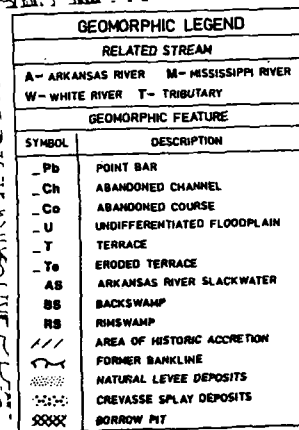 GEOMORPHIC LEGEND
RELATED STREAM
A- ARKANSAS RIVER M- MISSISSIPPI RIVER
W- WHITE RIVER T- TRIBUTARY
GEOMORPHIC FEATURE
SYMBOL DESCRIPTION
_Pb POINT BAR
_Ch ABANDONED CHANNEL
_Co ABANDONED COURSE
_U UNDIFFERENTIATED FLOODPLAIN
_T TERRACE
_Te ERODED TERRACE
AS ARKANSAS RIVER SLACKWATER
BS BACKSWAMP
RS RIMSWAMP
AREA OF HISTORIC ACCRETION
FORMER BANKLINE
NATURAL LEVEE DEPOSITS
CREVASSE SPLAY DEPOSITS
BORROW PIT